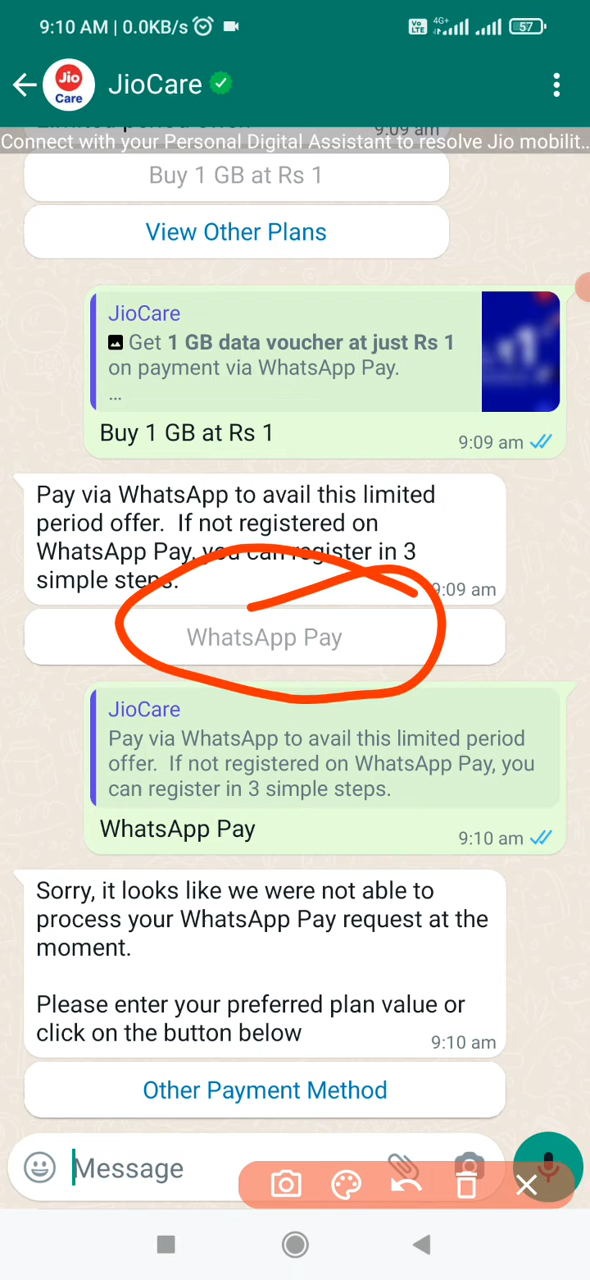 9:10 AM | 0.0KB/s
Vo LTE 4G+ 57
Jio
Care
JioCare
Limited period offer.
9:09 am
Connect with your Personal Digital Assistant to resolve Jio mobilit...
Buy 1 GB at Rs 1
View Other Plans
JioCare
Get 1 GB data voucher at just Rs 1
on payment via WhatsApp Pay.
...
Buy 1 GB at Rs 1
9:09 am
Pay via WhatsApp to avail this limited
period offer.  If not registered on
WhatsApp Pay, you can register in 3
simple steps.
9:09 am
WhatsApp Pay
JioCare
Pay via WhatsApp to avail this limited period
offer.  If not registered on WhatsApp Pay, you
can register in 3 simple steps.
WhatsApp Pay
9:10 am
Sorry, it looks like we were not able to
process your WhatsApp Pay request at the
moment.
Please enter your preferred plan value or
click on the button below
9:10 am
Other Payment Method
Message